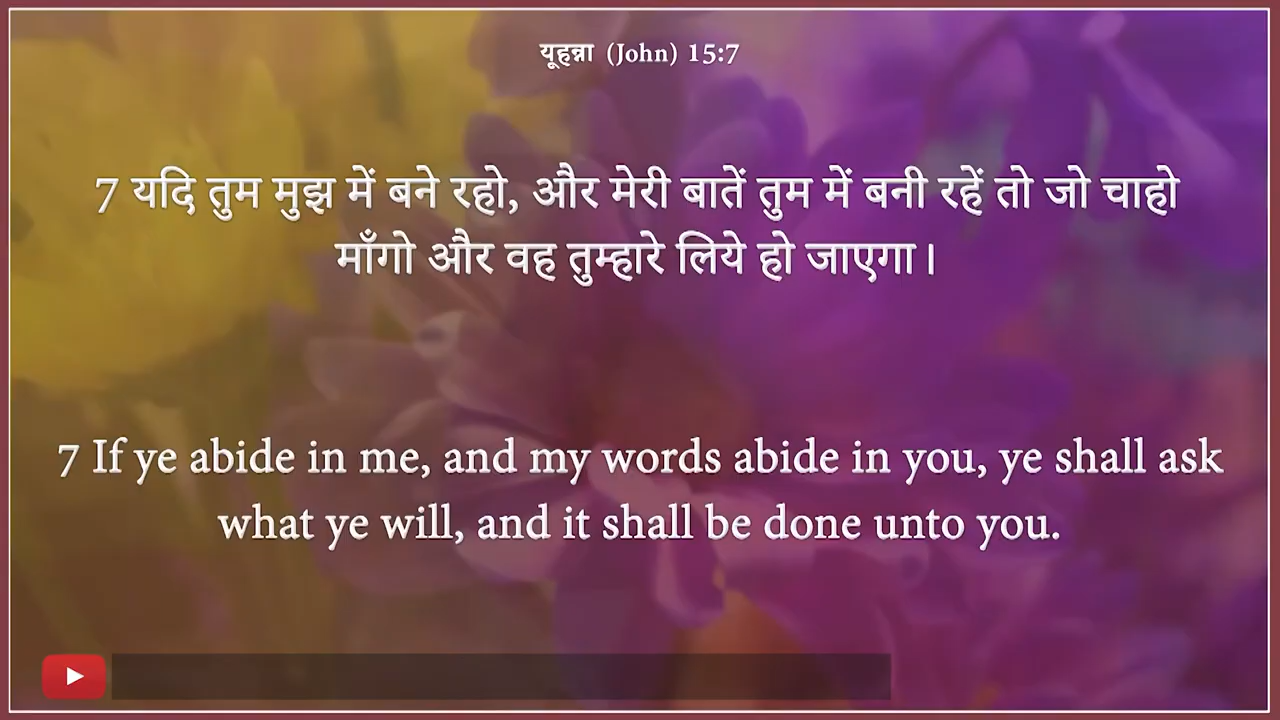 यूहन्ना (John) 15:7
7 यदि तुम मुझ में बने रहो, और मेरी बातें तुम में बनी रहें तो जो चाहो
माँगो और वह तुम्हारे लिये हो जाएगा।
7 If ye abide in me, and my words abide in you, ye shall ask
what ye will, and it shall be done unto you.